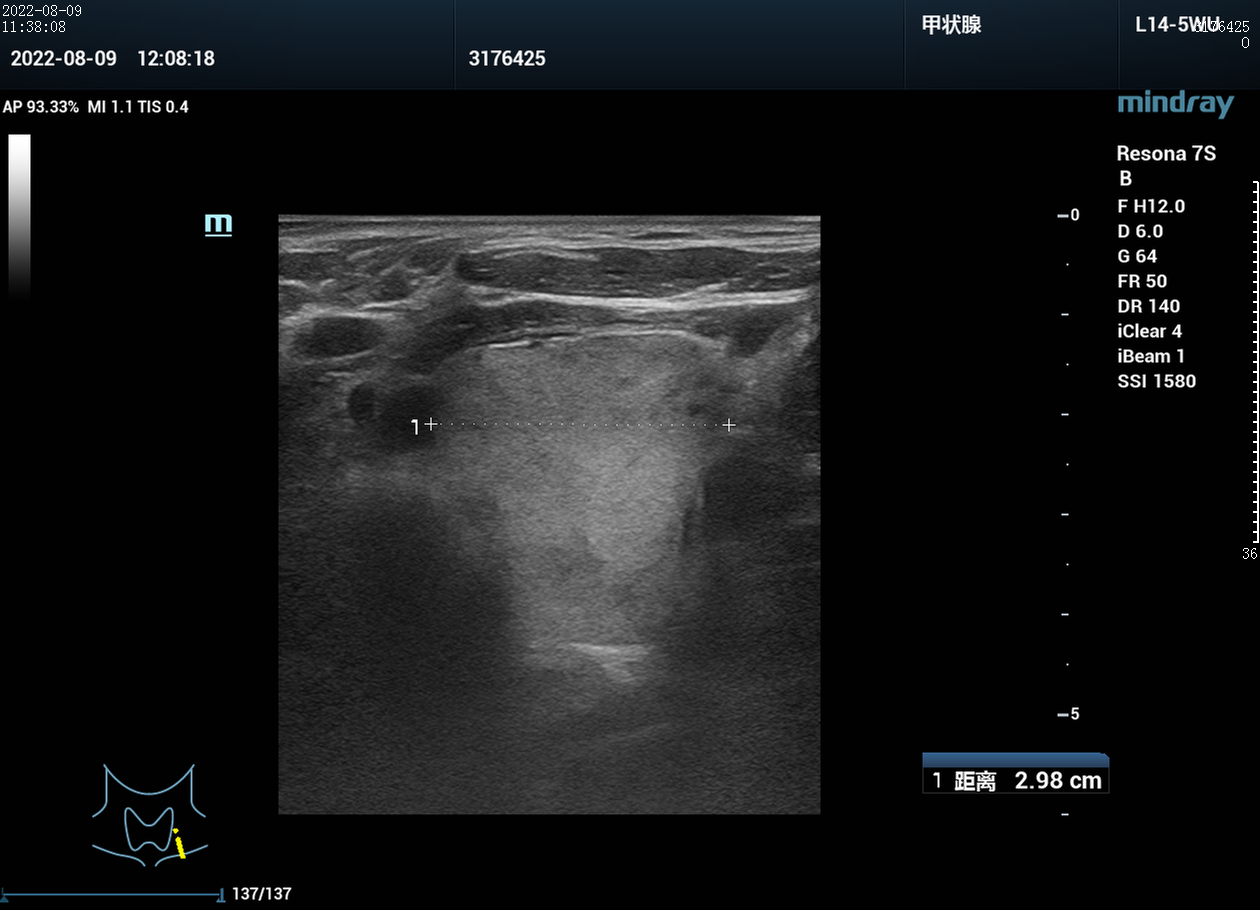 2022-08-09
11:38:08
2022-08-09 12:08:18
3176425
甲状腺
L14-5WU
3176425
0
AP 93.33% MI 1.1 TIS 0.4
mindray
m
Resona 7S
B
F H12.0
D 6.0
G 64
FR 50
DR 140
iClear 4
iBeam 1
SSI 1580
0
1
5
36
1 距离 2.98 cm
137/137